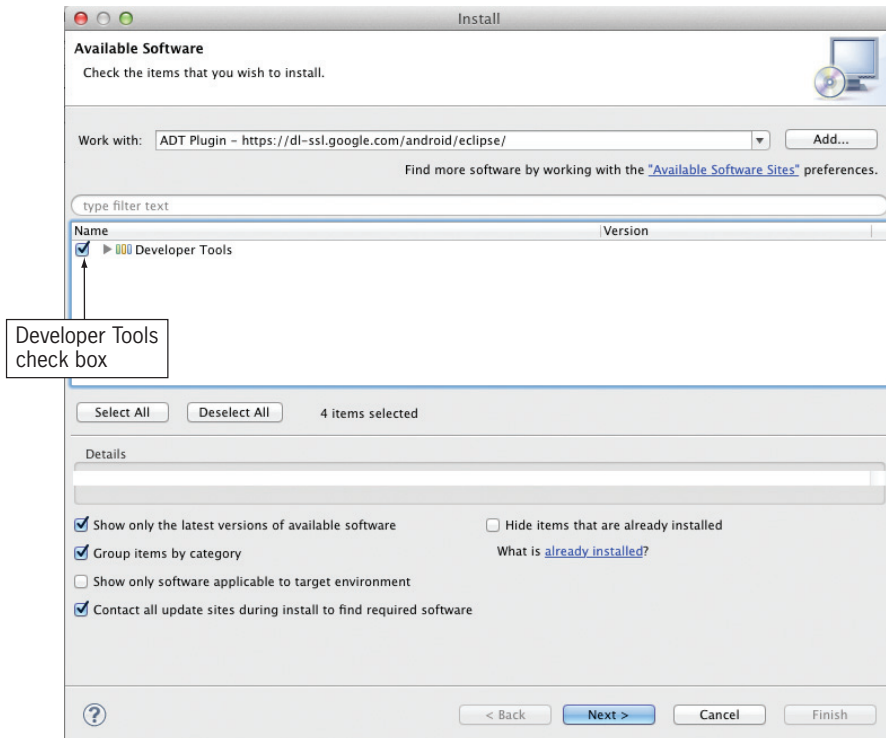 Install
Available Software
Check the items that you wish to install.
Work with: ADT Plugin – https://dl-ssl.google.com/android/eclipse/ Add...
Find more software by working with the "Available Software Sites" preferences.
type filter text
Name Version
Developer Tools
Developer Tools
check box
Select All Deselect All 4 items selected
Details
Show only the latest versions of available software Hide items that are already installed
Group items by category What is already installed?
Show only software applicable to target environment
Contact all update sites during install to find required software
? < Back Next > Cancel Finish